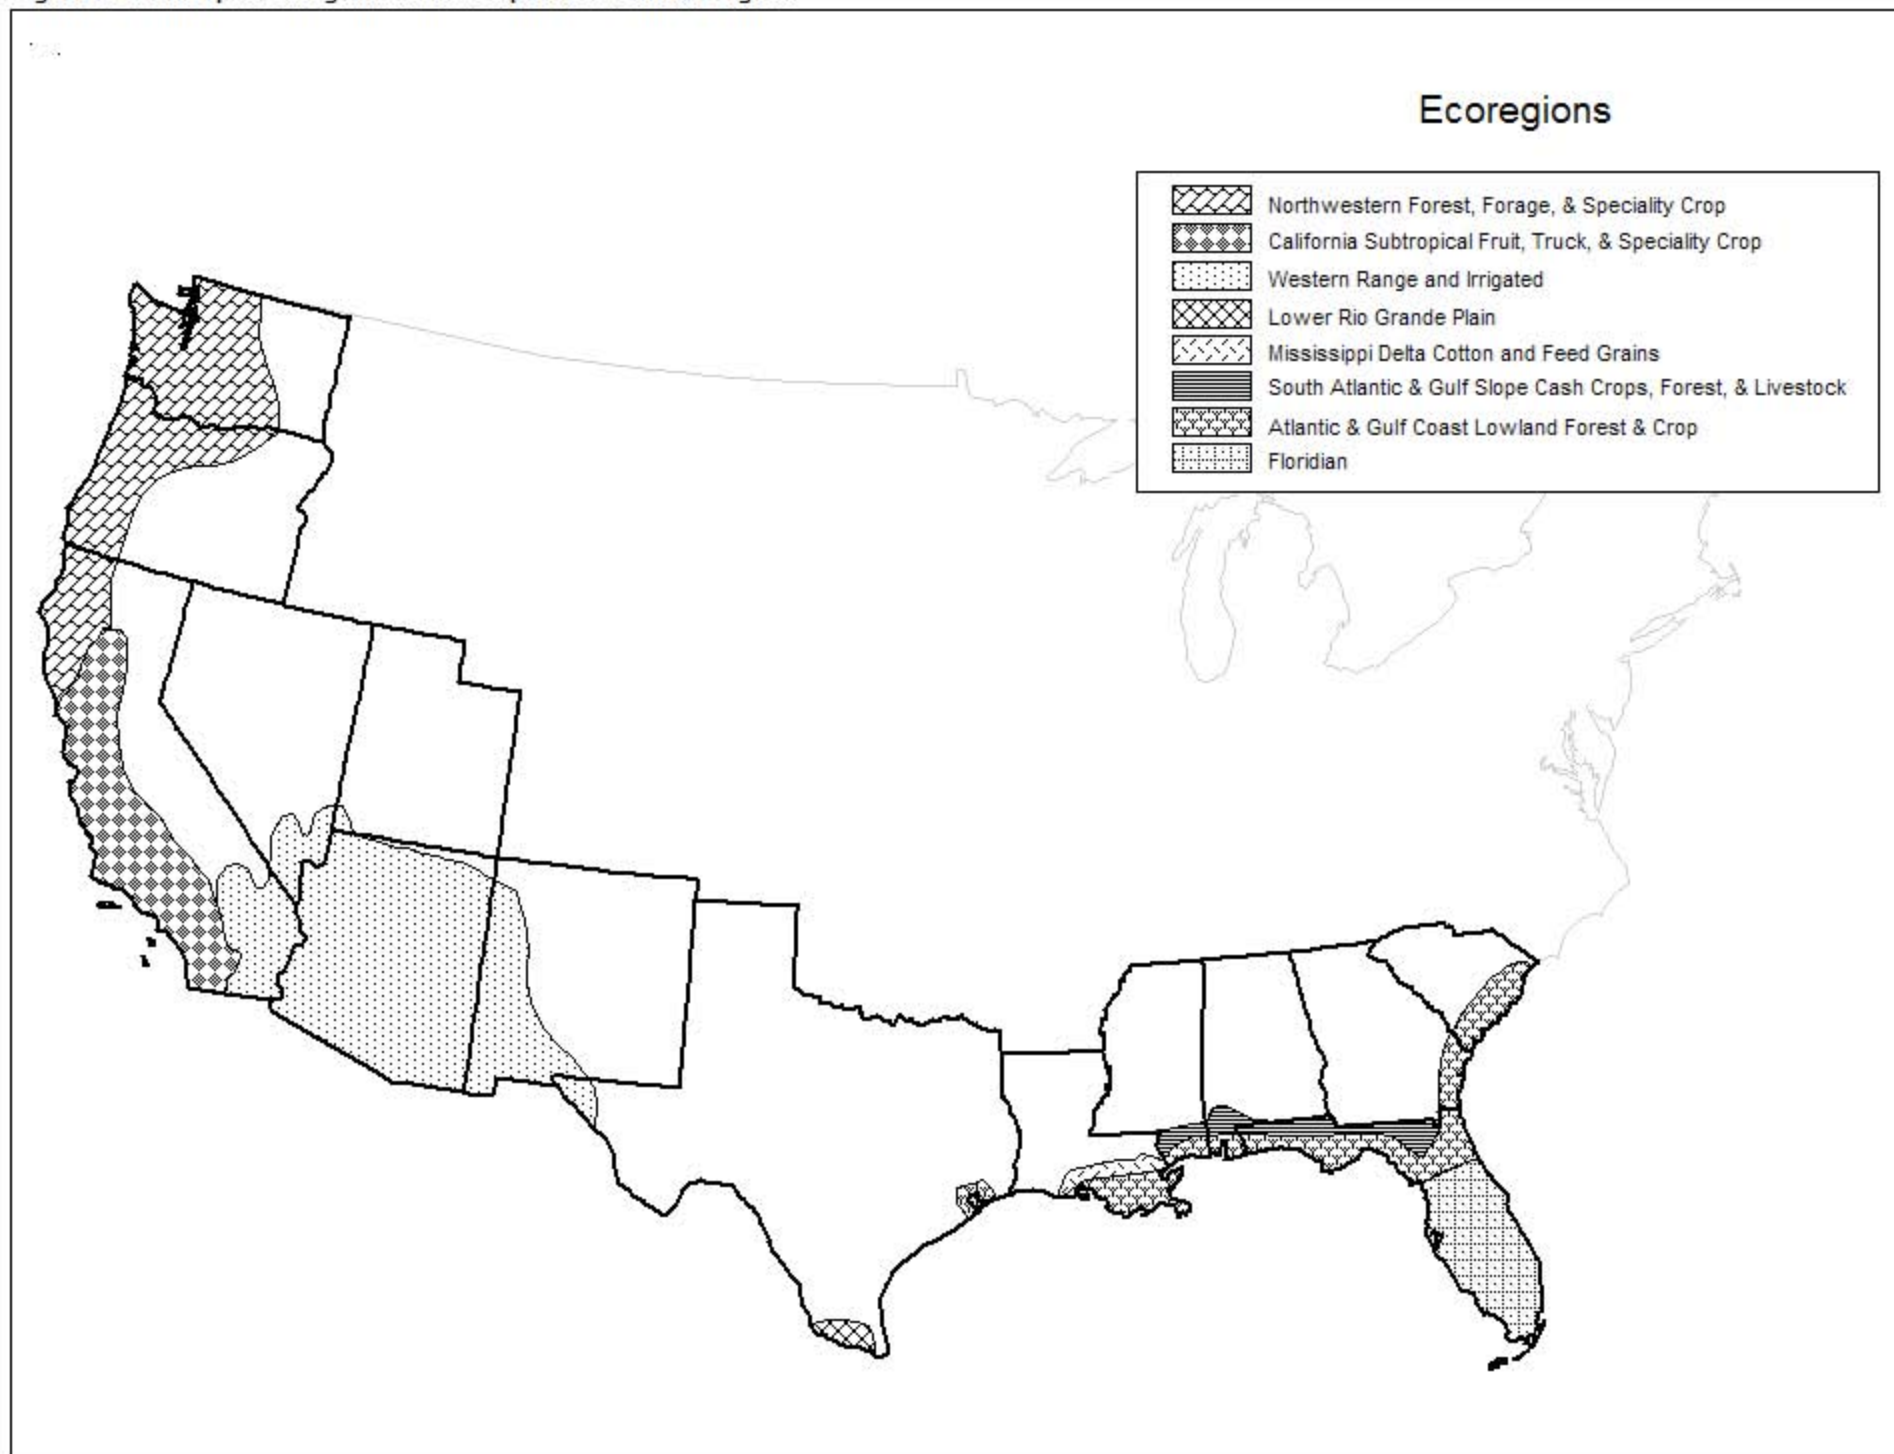 Ecoregions
Northwestern Forest, Forage, & Speciality Crop
California Subtropical Fruit, Truck, & Speciality Crop
Western Range and Irrigated
Lower Rio Grande Plain
Mississippi Delta Cotton and Feed Grains
South Atlantic & Gulf Slope Cash Crops, Forest, & Livestock
Atlantic & Gulf Coast Lowland Forest & Crop
Floridian